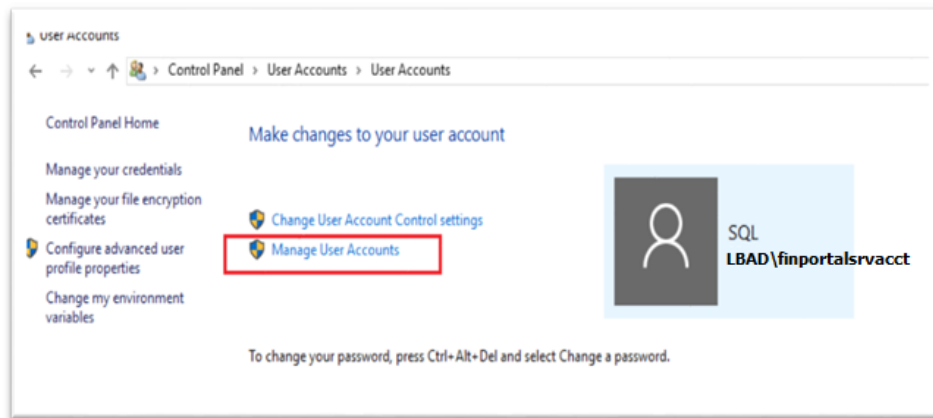 User Accounts
Control Panel > User Accounts > User Accounts
Control Panel Home
Manage your credentials
Manage your file encryption
certificates
Configure advanced user
profile properties
Change my environment
variables
Make changes to your user account
Change User Account Control settings
Manage User Accounts
SQL
LBAD\finportalsrvacct
To change your password, press Ctrl+Alt+Del and select Change a password.